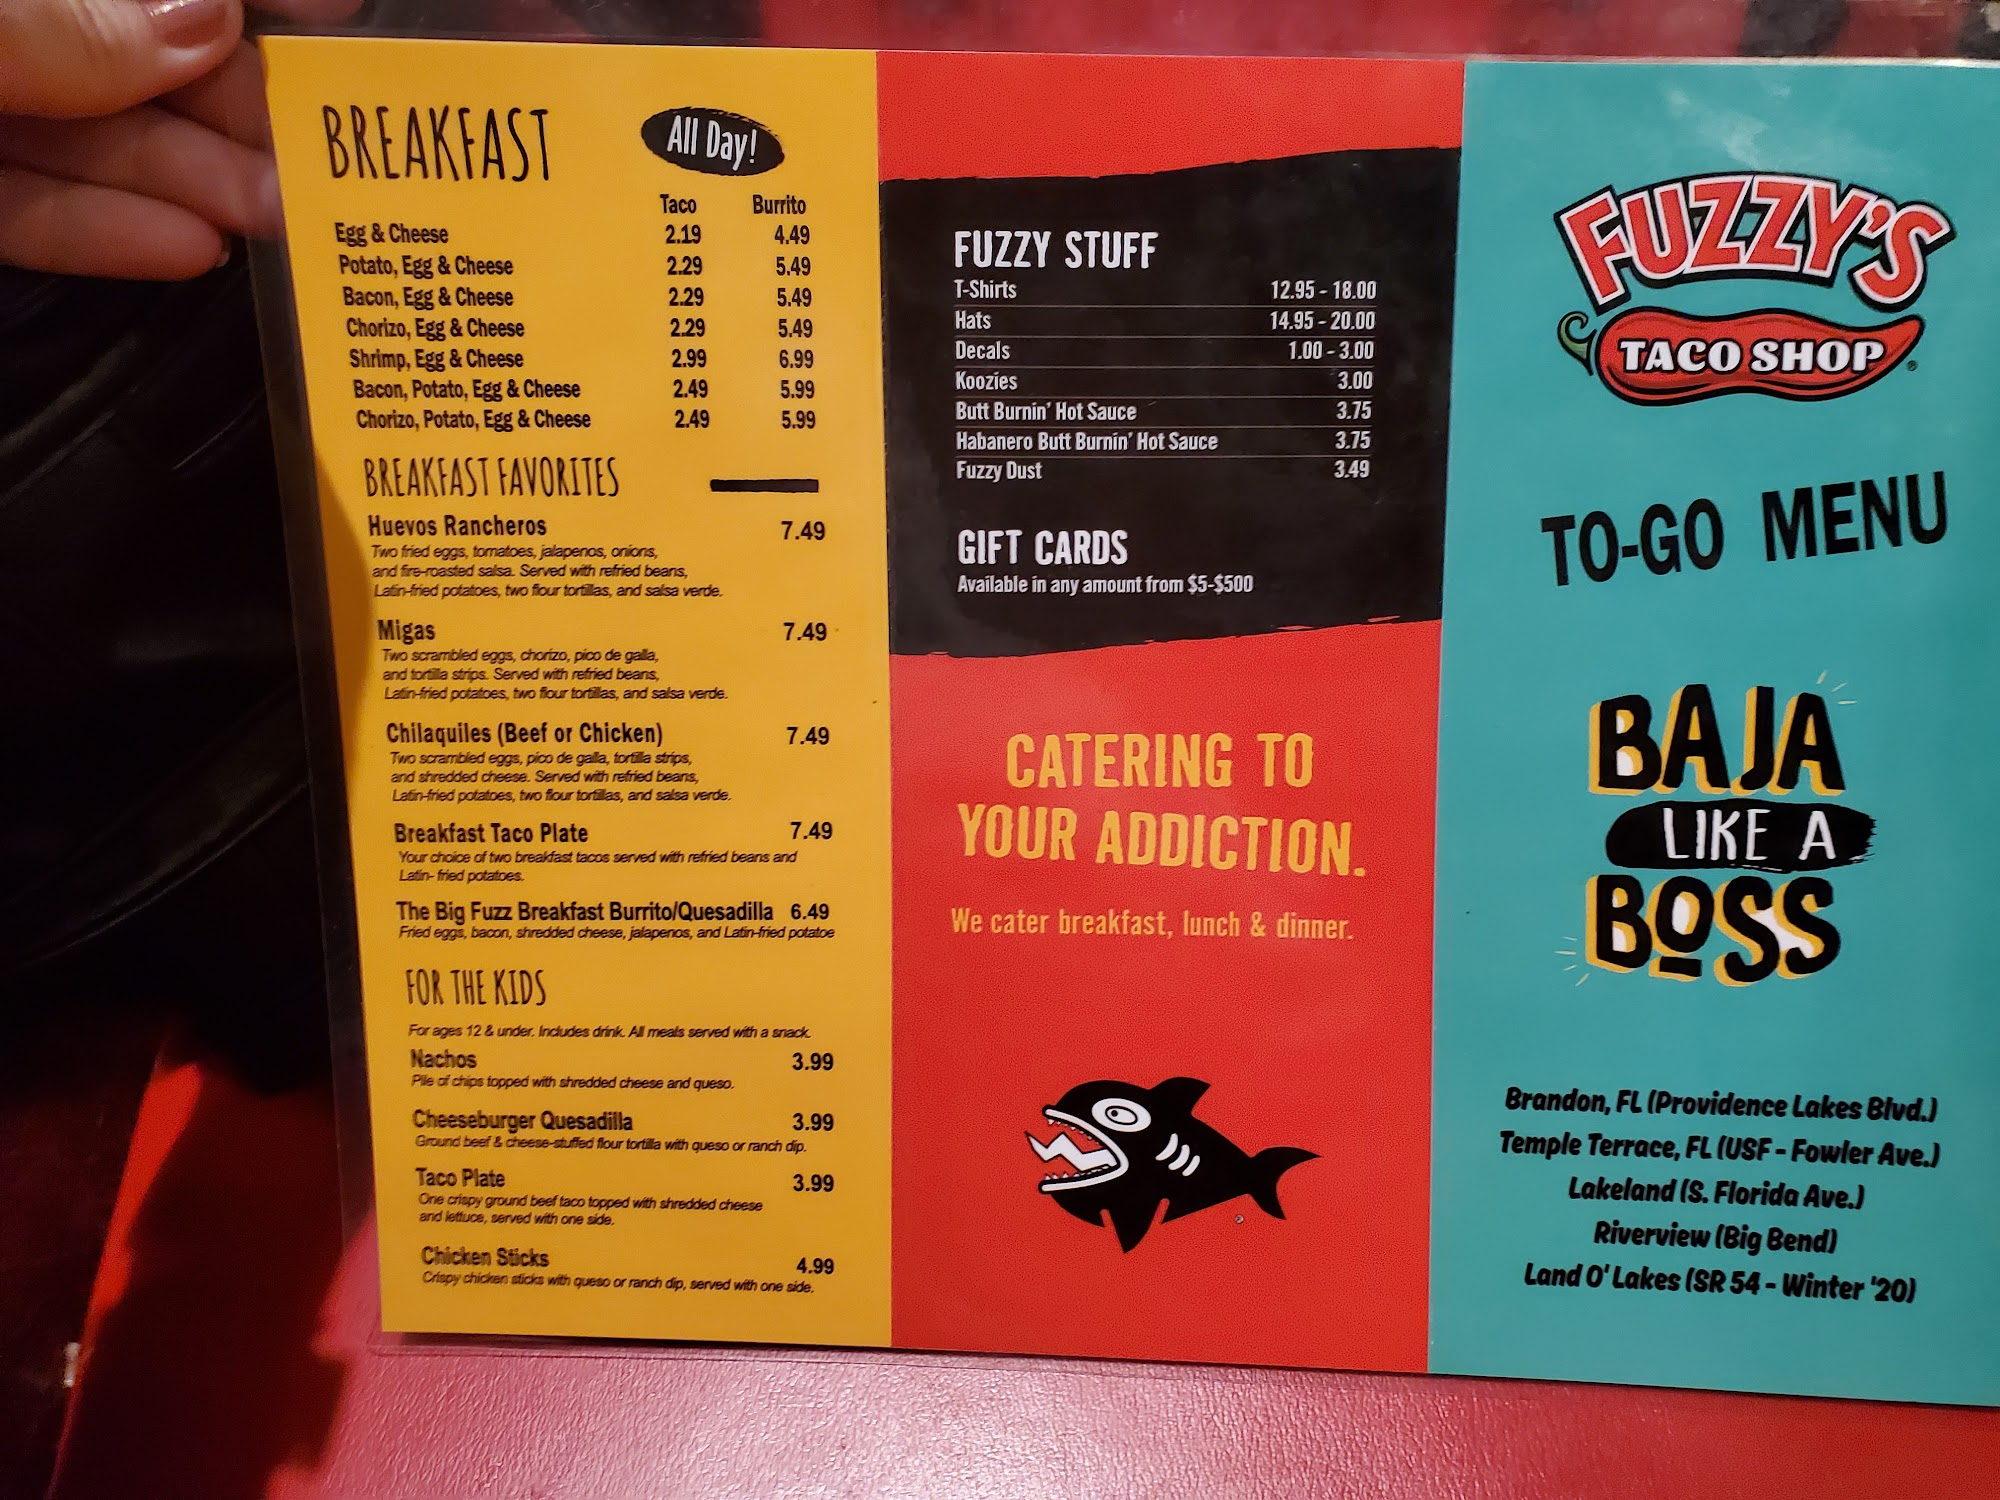 BREAKFAST
All Day!
Taco Burrito
Egg & Cheese 2.19 4.49
Potato, Egg & Cheese 2.29 5.49
Bacon, Egg & Cheese 2.29 5.49
Chorizo, Egg & Cheese 2.29 5.49
Shrimp, Egg & Cheese 2.99 6.99
Bacon, Potato, Egg & Cheese 2.49 5.99
Chorizo, Potato, Egg & Cheese 2.49 5.99
BREAKFAST FAVORITES
Huevos Rancheros 7.49
Two fried eggs, tomatoes, jalapenos, onions,
and fire-roasted salsa. Served with refried beans,
Latin-fried potatoes, two flour tortillas, and salsa verde.
Migas 7.49
Two scrambled eggs, chorizo, pico de galla,
and tortilla strips. Served with refried beans,
Latin-fried potatoes, two flour tortillas, and salsa verde.
Chilaquiles (Beef or Chicken) 7.49
Two scrambled eggs, pico de galla, tortilla strips,
and shredded cheese. Served with refried beans,
Latin-fried potatoes, two flour tortillas, and salsa verde.
Breakfast Taco Plate 7.49
Your choice of two breakfast tacos served with refried beans and
Latin- fried potatoes.
The Big Fuzz Breakfast Burrito/Quesadilla 6.49
Fried eggs, bacon, shredded cheese, jalapenos, and Latin-fried potatoe
FOR THE KIDS
For ages 12 & under. Includes drink. All meals served with a snack.
Nachos 3.99
Pile of chips topped with shredded cheese and queso.
Cheeseburger Quesadilla 3.99
Ground beef & cheese-stuffed flour tortilla with queso or ranch dip.
Taco Plate 3.99
One crispy ground beef taco topped with shredded cheese
and lettuce, served with one side.
Chicken Sticks 4.99
Crispy chicken sticks with queso or ranch dip, served with one side.
FUZZY STUFF
T-Shirts 12.95 - 18.00
Hats 14.95 - 20.00
Decals 1.00 - 3.00
Koozies 3.00
Butt Burnin' Hot Sauce 3.75
Habanero Butt Burnin' Hot Sauce 3.75
Fuzzy Dust 3.49
GIFT CARDS
Available in any amount from $5-$500
CATERING TO
YOUR ADDICTION.
We cater breakfast, lunch & dinner.
FUZZY'S
TACO SHOP
TO-GO MENU
BAJA
LIKE A
BOSS
Brandon, FL (Providence Lakes Blvd.)
Temple Terrace, FL (USF - Fowler Ave.)
Lakeland (S. Florida Ave.)
Riverview (Big Bend)
Land O' Lakes (SR 54 - Winter '20)